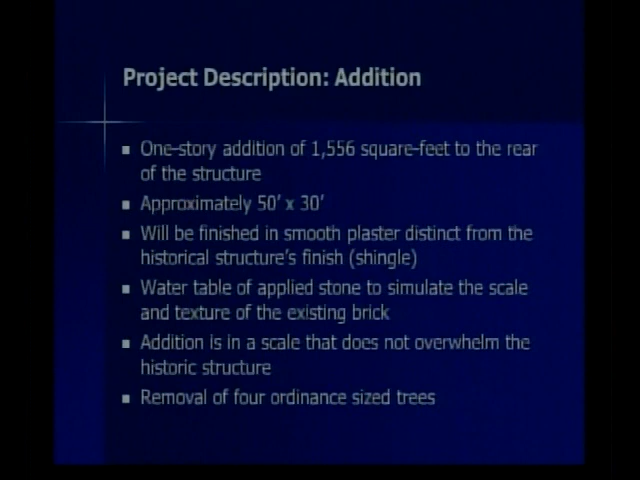 Project Description: Addition
One-story addition of 1,556 square-feet to the rear
of the structure
Approximately 50' x 30'
Will be finished in smooth plaster distinct from the
historical structure's finish (shingle)
Water table of applied stone to simulate the scale
and texture of the existing brick
Addition is in a scale that does not overwhelm the
historic structure
Removal of four ordinance sized trees